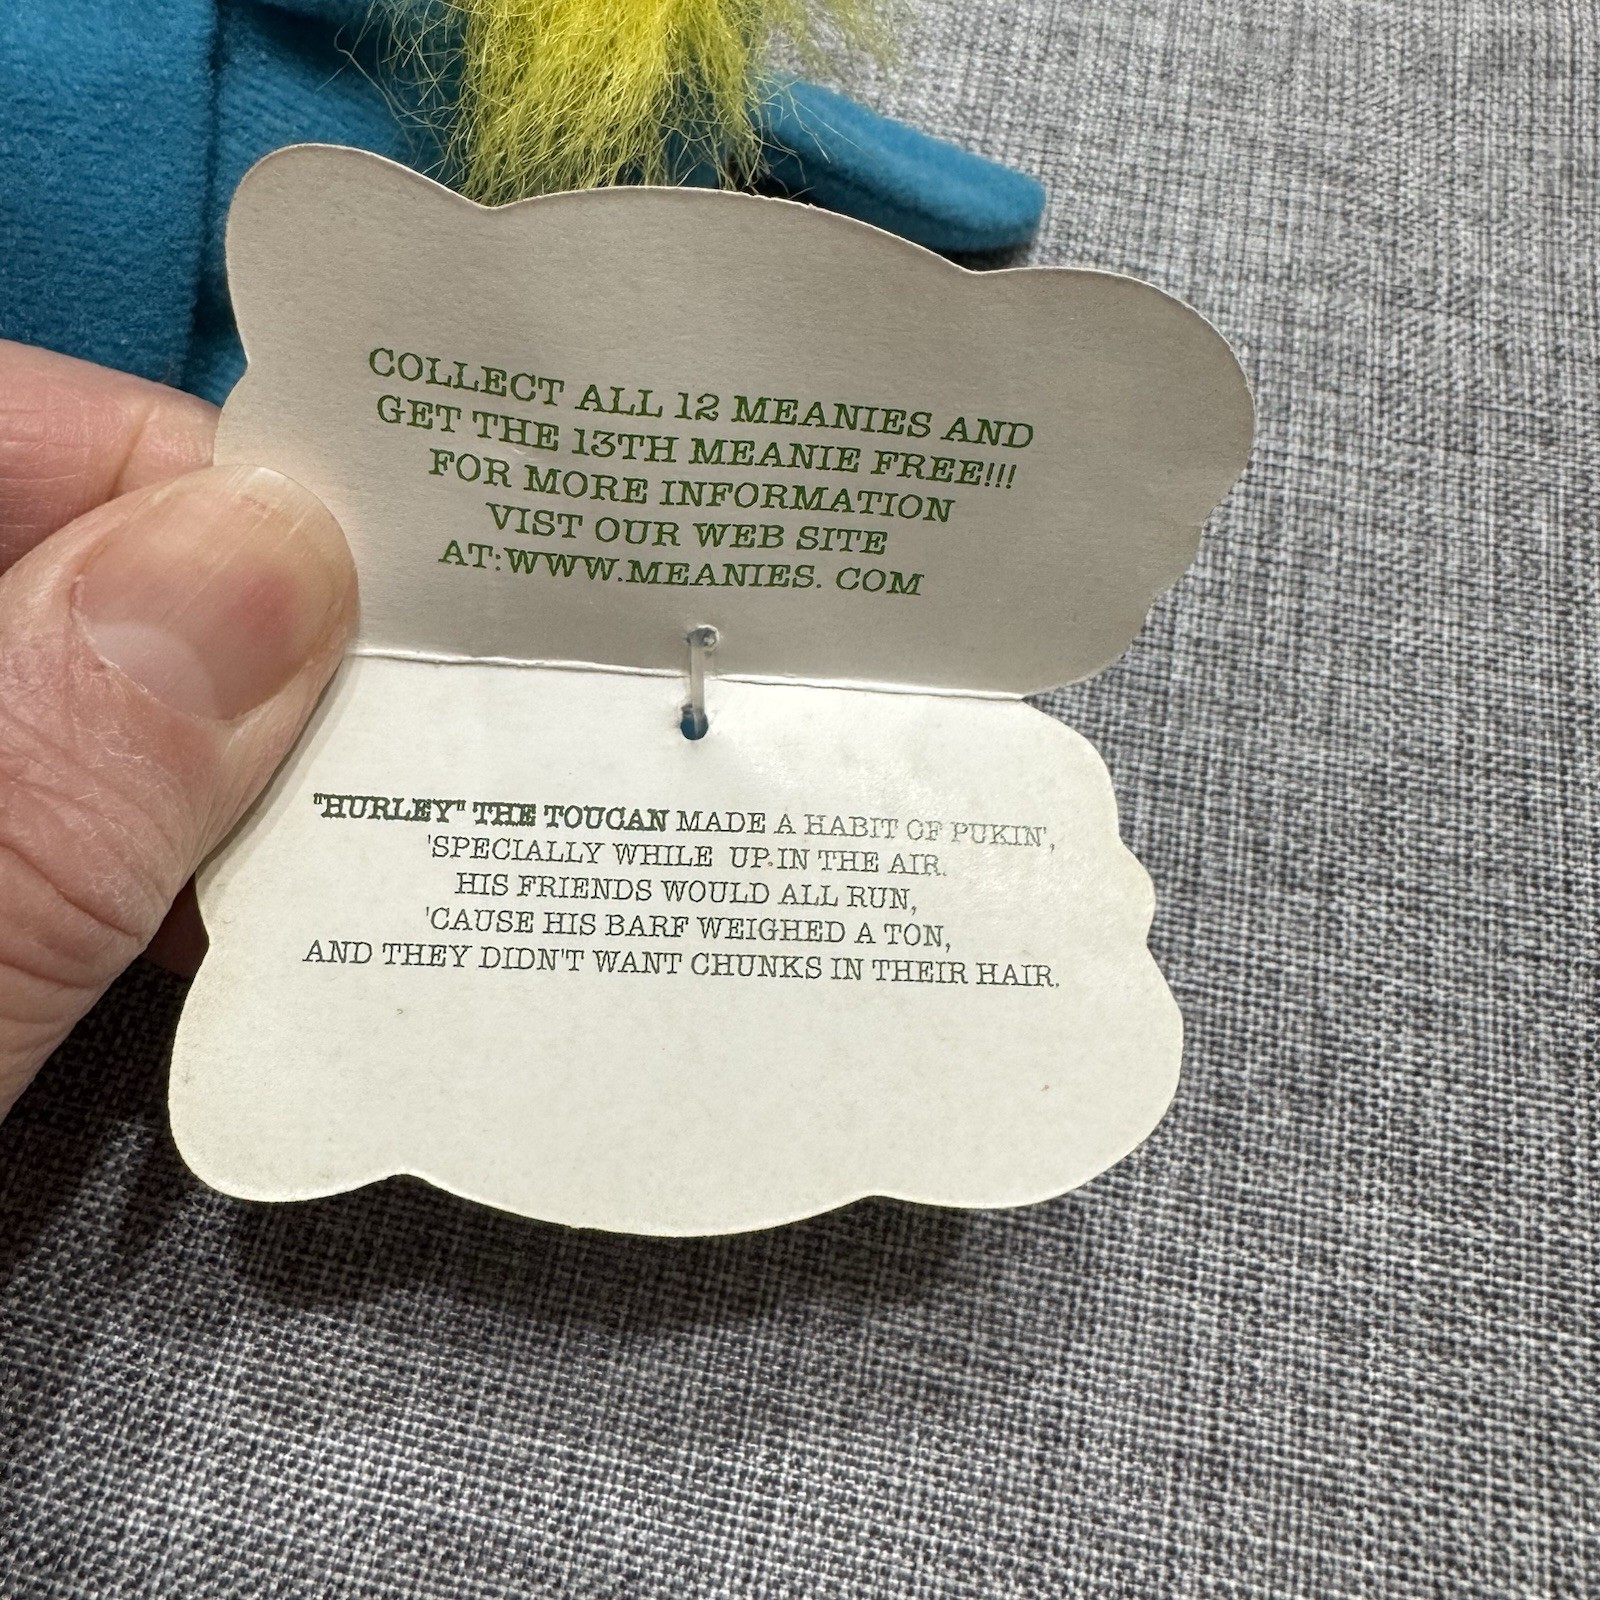 COLLECT ALL 12 MEANIES AND
GET THE 13TH MEANIE FREE!!!
FOR MORE INFORMATION
VIST OUR WEB SITE
AT:WWW.MEANIES. COM
"HURLEY" THE TOUCAN MADE A HABIT OF PUKIN',
'SPECIALLY WHILE UP IN THE AIR.
HIS FRIENDS WOULD ALL RUN,
'CAUSE HIS BARF WEIGHED A TON,
AND THEY DIDN'T WANT CHUNKS IN THEIR HAIR.